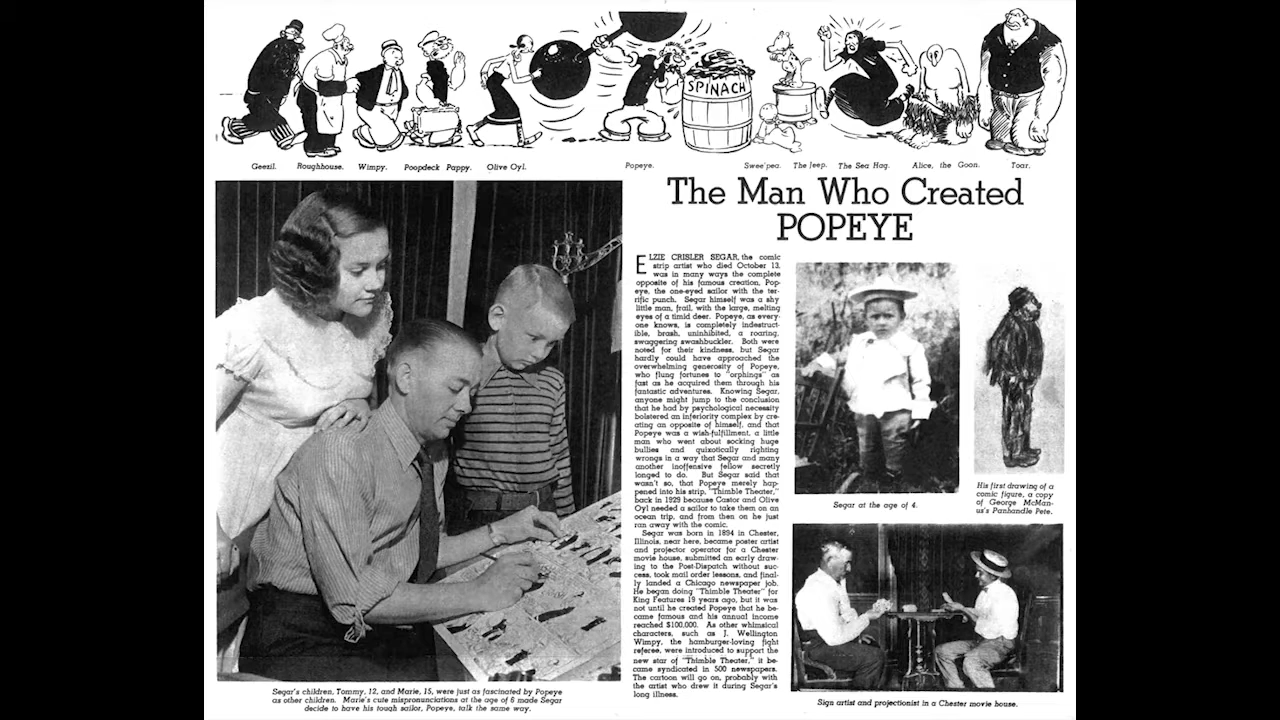 SPINACH
Geezil. Roughhouse. Wimpy. Poopdeck Pappy. Olive Oyl. Popeye. Swee'pea. The Jeep. The Sea Hag. Alice, the Goon. Toar.
The Man Who Created
POPEYE
ELZIE CRISLER SEGAR, the comic
strip artist who died October 13,
was in many ways the complete
opposite of his famous creation, Pop-
eye, the one-eyed sailor with the ter-
rific punch. Segar himself was a shy
little man, frail, with the large, melting
eyes of a timid deer. Popeye, as every-
one knows, is completely indestruct-
ible, brash, uninhibited, a roaring,
swaggering swashbuckler. Both were
noted for their kindness, but Segar
hardly could have approached the
overwhelming generosity of Popeye,
who flung fortunes to "orphings" as
fast as he acquired them through his
fantastic adventures. Knowing Segar,
anyone might jump to the conclusion
that he had by psychological necessity
bolstered an inferiority complex by cre-
ating an opposite of himself, and that
Popeye was a wish-fulfillment, a little
man who went about socking huge
bullies and quixotically righting
wrongs in a way that Segar and many
another inoffensive fellow secretly
longed to do. But Segar said that
wasn't so, that Popeye merely hap-
pened into his strip, "Thimble Theater,"
back in 1929 because Castor and Olive
Oyl needed a sailor to take them on an
ocean trip, and from then on he just
ran away with the comic.
Segar was born in 1894 in Chester,
Illinois, near here, became poster artist
and projector operator for a Chester
movie house, submitted an early draw-
ing to the Post-Dispatch without suc-
cess, took mail order lessons, and final-
ly landed a Chicago newspaper job.
He began doing "Thimble Theater" for
King Features 19 years ago, but it was
not until he created Popeye that he be-
came famous and his annual income
reached $100,000. As other whimsical
characters, such as J. Wellington
Wimpy, the hamburger-loving fight
referee, were introduced to support the
new star of "Thimble Theater," it be-
came syndicated in 500 newspapers.
The cartoon will go on, probably with
the artist who drew it during Segar's
long illness.
Segar at the age of 4.
His first drawing of a
comic figure, a copy
of George McMan-
us's Panhandle Pete.
Segar's children, Tommy, 12, and Marie, 15, were just as fascinated by Popeye
as other children. Marie's cute mispronunciations at the age of 6 made Segar
decide to have his tough sailor, Popeye, talk the same way.
Sign artist and projectionist in a Chester movie house.